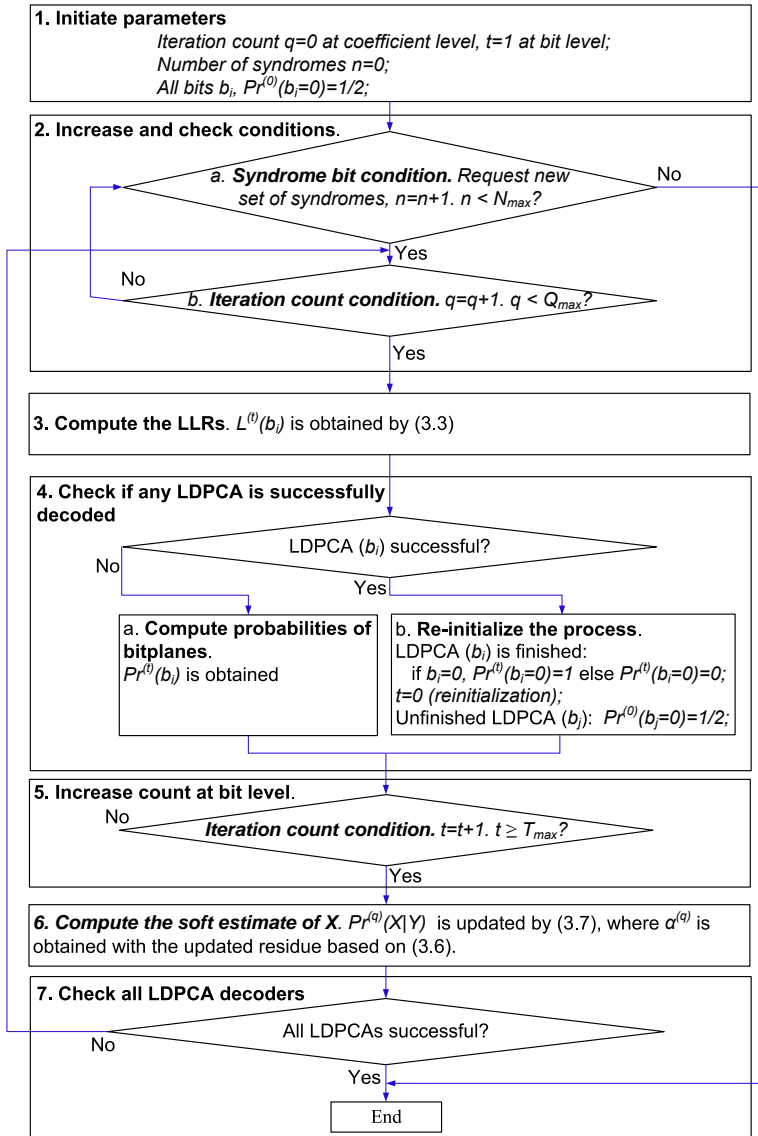 1. Initiate parameters
Iteration count q=0 at coefficient level, t=1 at bit level;
Number of syndromes n=0;
All bits bᵢ, Pr⁽⁰⁾(bᵢ=0)=1/2;
2. Increase and check conditions.
a. Syndrome bit condition. Request new
set of syndromes, n=n+1. n < Nₘₐₓ?
No
Yes
No
b. Iteration count condition. q=q+1. q < Qₘₐₓ?
Yes
3. Compute the LLRs. L⁽ᵗ⁾(bᵢ) is obtained by (3.3)
4. Check if any LDPCA is successfully
decoded
LDPCA (bᵢ) successful?
No
Yes
a. Compute probabilities of
bitplanes.
Pr⁽ᵗ⁾(bᵢ) is obtained
b. Re-initialize the process.
LDPCA (bᵢ) is finished:
if bᵢ=0, Pr⁽ᵗ⁾(bᵢ=0)=1 else Pr⁽ᵗ⁾(bᵢ=0)=0;
t=0 (reinitialization);
Unfinished LDPCA (bⱼ): Pr⁽⁰⁾(bⱼ=0)=1/2;
5. Increase count at bit level.
No
Iteration count condition. t=t+1. t ≥ Tₘₐₓ?
Yes
6. Compute the soft estimate of X. Pr⁽q⁾(X|Y) is updated by (3.7), where α⁽q⁾ is
obtained with the updated residue based on (3.6).
7. Check all LDPCA decoders
All LDPCAs successful?
No
Yes
End